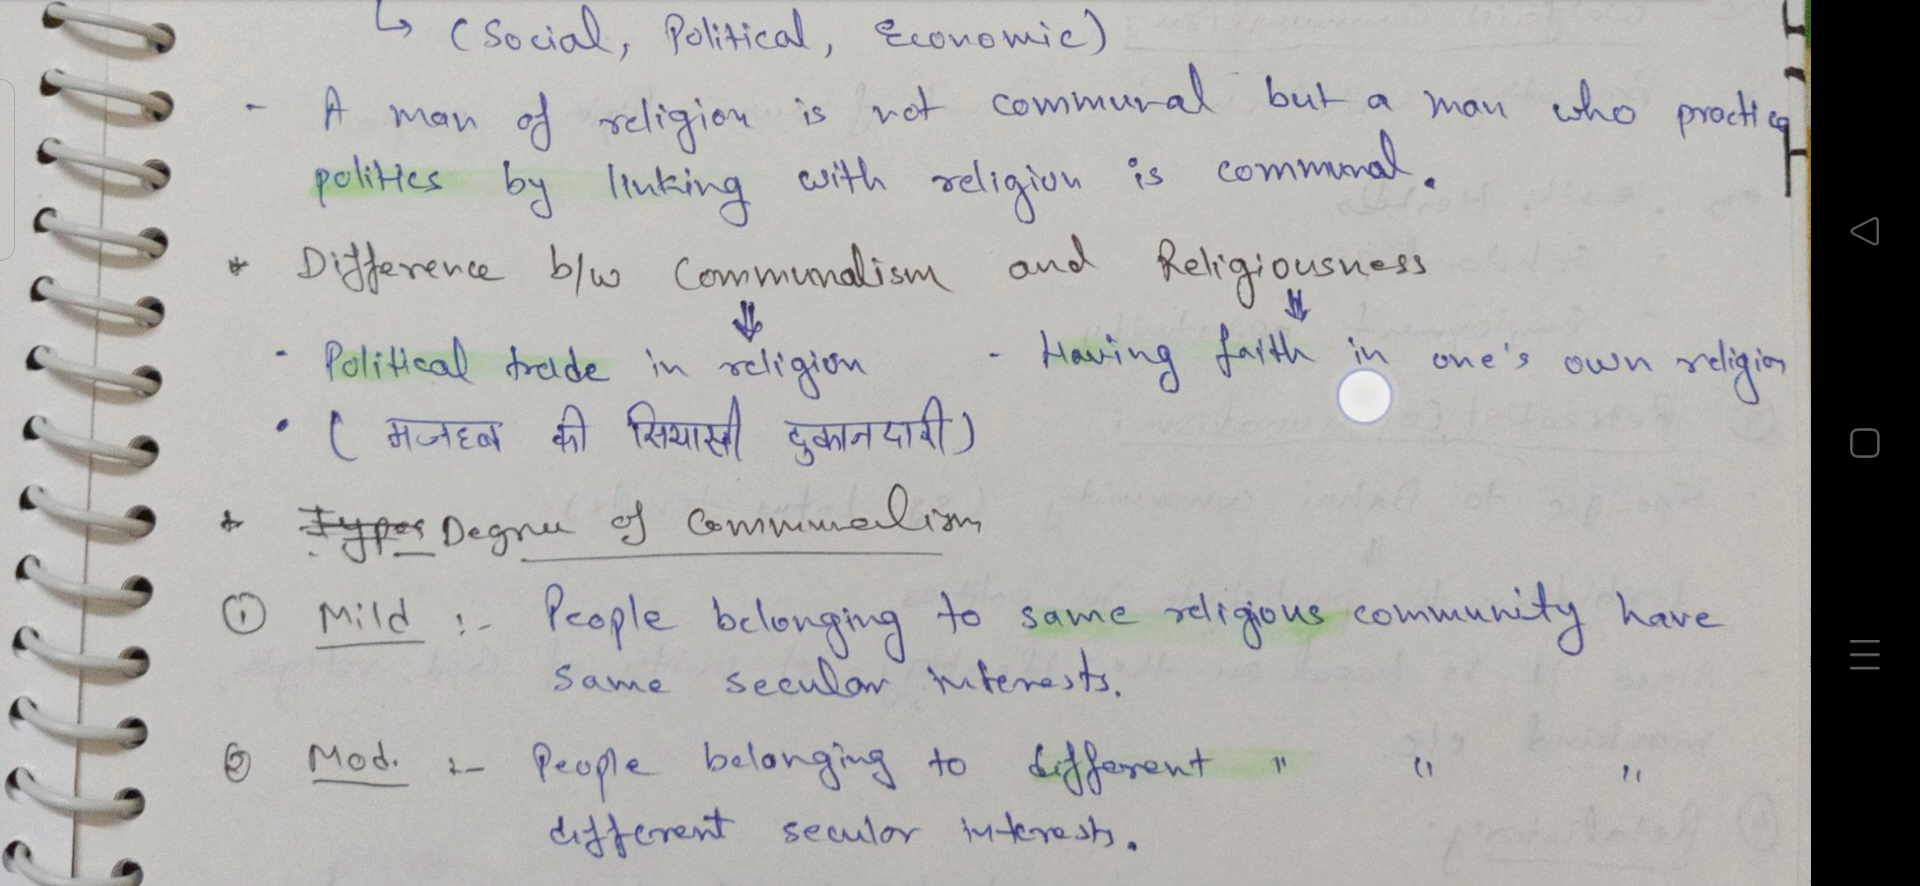 ↳ (Social, Political, Economic)
- A man of religion is not communal but a man who practice
politics by linking with religion is communal.
* Difference b/w Communalism and Religiousness
- Political trade in religion - Having faith in one's own religion
• (मजहब की सियासी दुकानदारी)
* Types Degree of Communalism
① Mild :- People belonging to same religious community have
same secular interests.
② Mod. :- People belonging to different " " "
different secular interests.